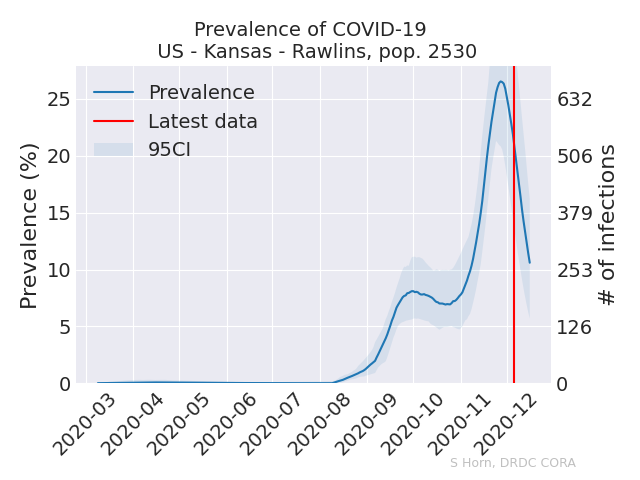 Prevalence of COVID-19
US - Kansas - Rawlins, pop. 2530
Prevalence
Latest data
95CI
Prevalence (%)
25
20
15
10
5
0
632
506
379
253
126
0
# of infections
2020-03
2020-04
2020-05
2020-06
2020-07
2020-08
2020-09
2020-10
2020-11
2020-12
S Horn, DRDC CORA